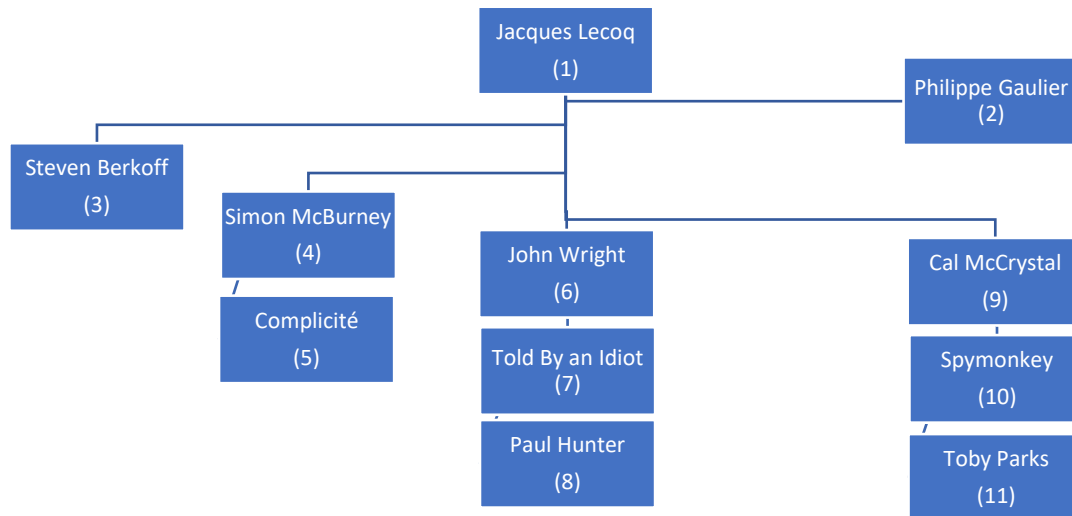 Jacques Lecoq
(1)
Philippe Gaulier
(2)
Steven Berkoff
(3)
Simon McBurney
(4)
Complicité
(5)
John Wright
(6)
Told By an Idiot
(7)
Paul Hunter
(8)
Cal McCrystal
(9)
Spymonkey
(10)
Toby Parks
(11)